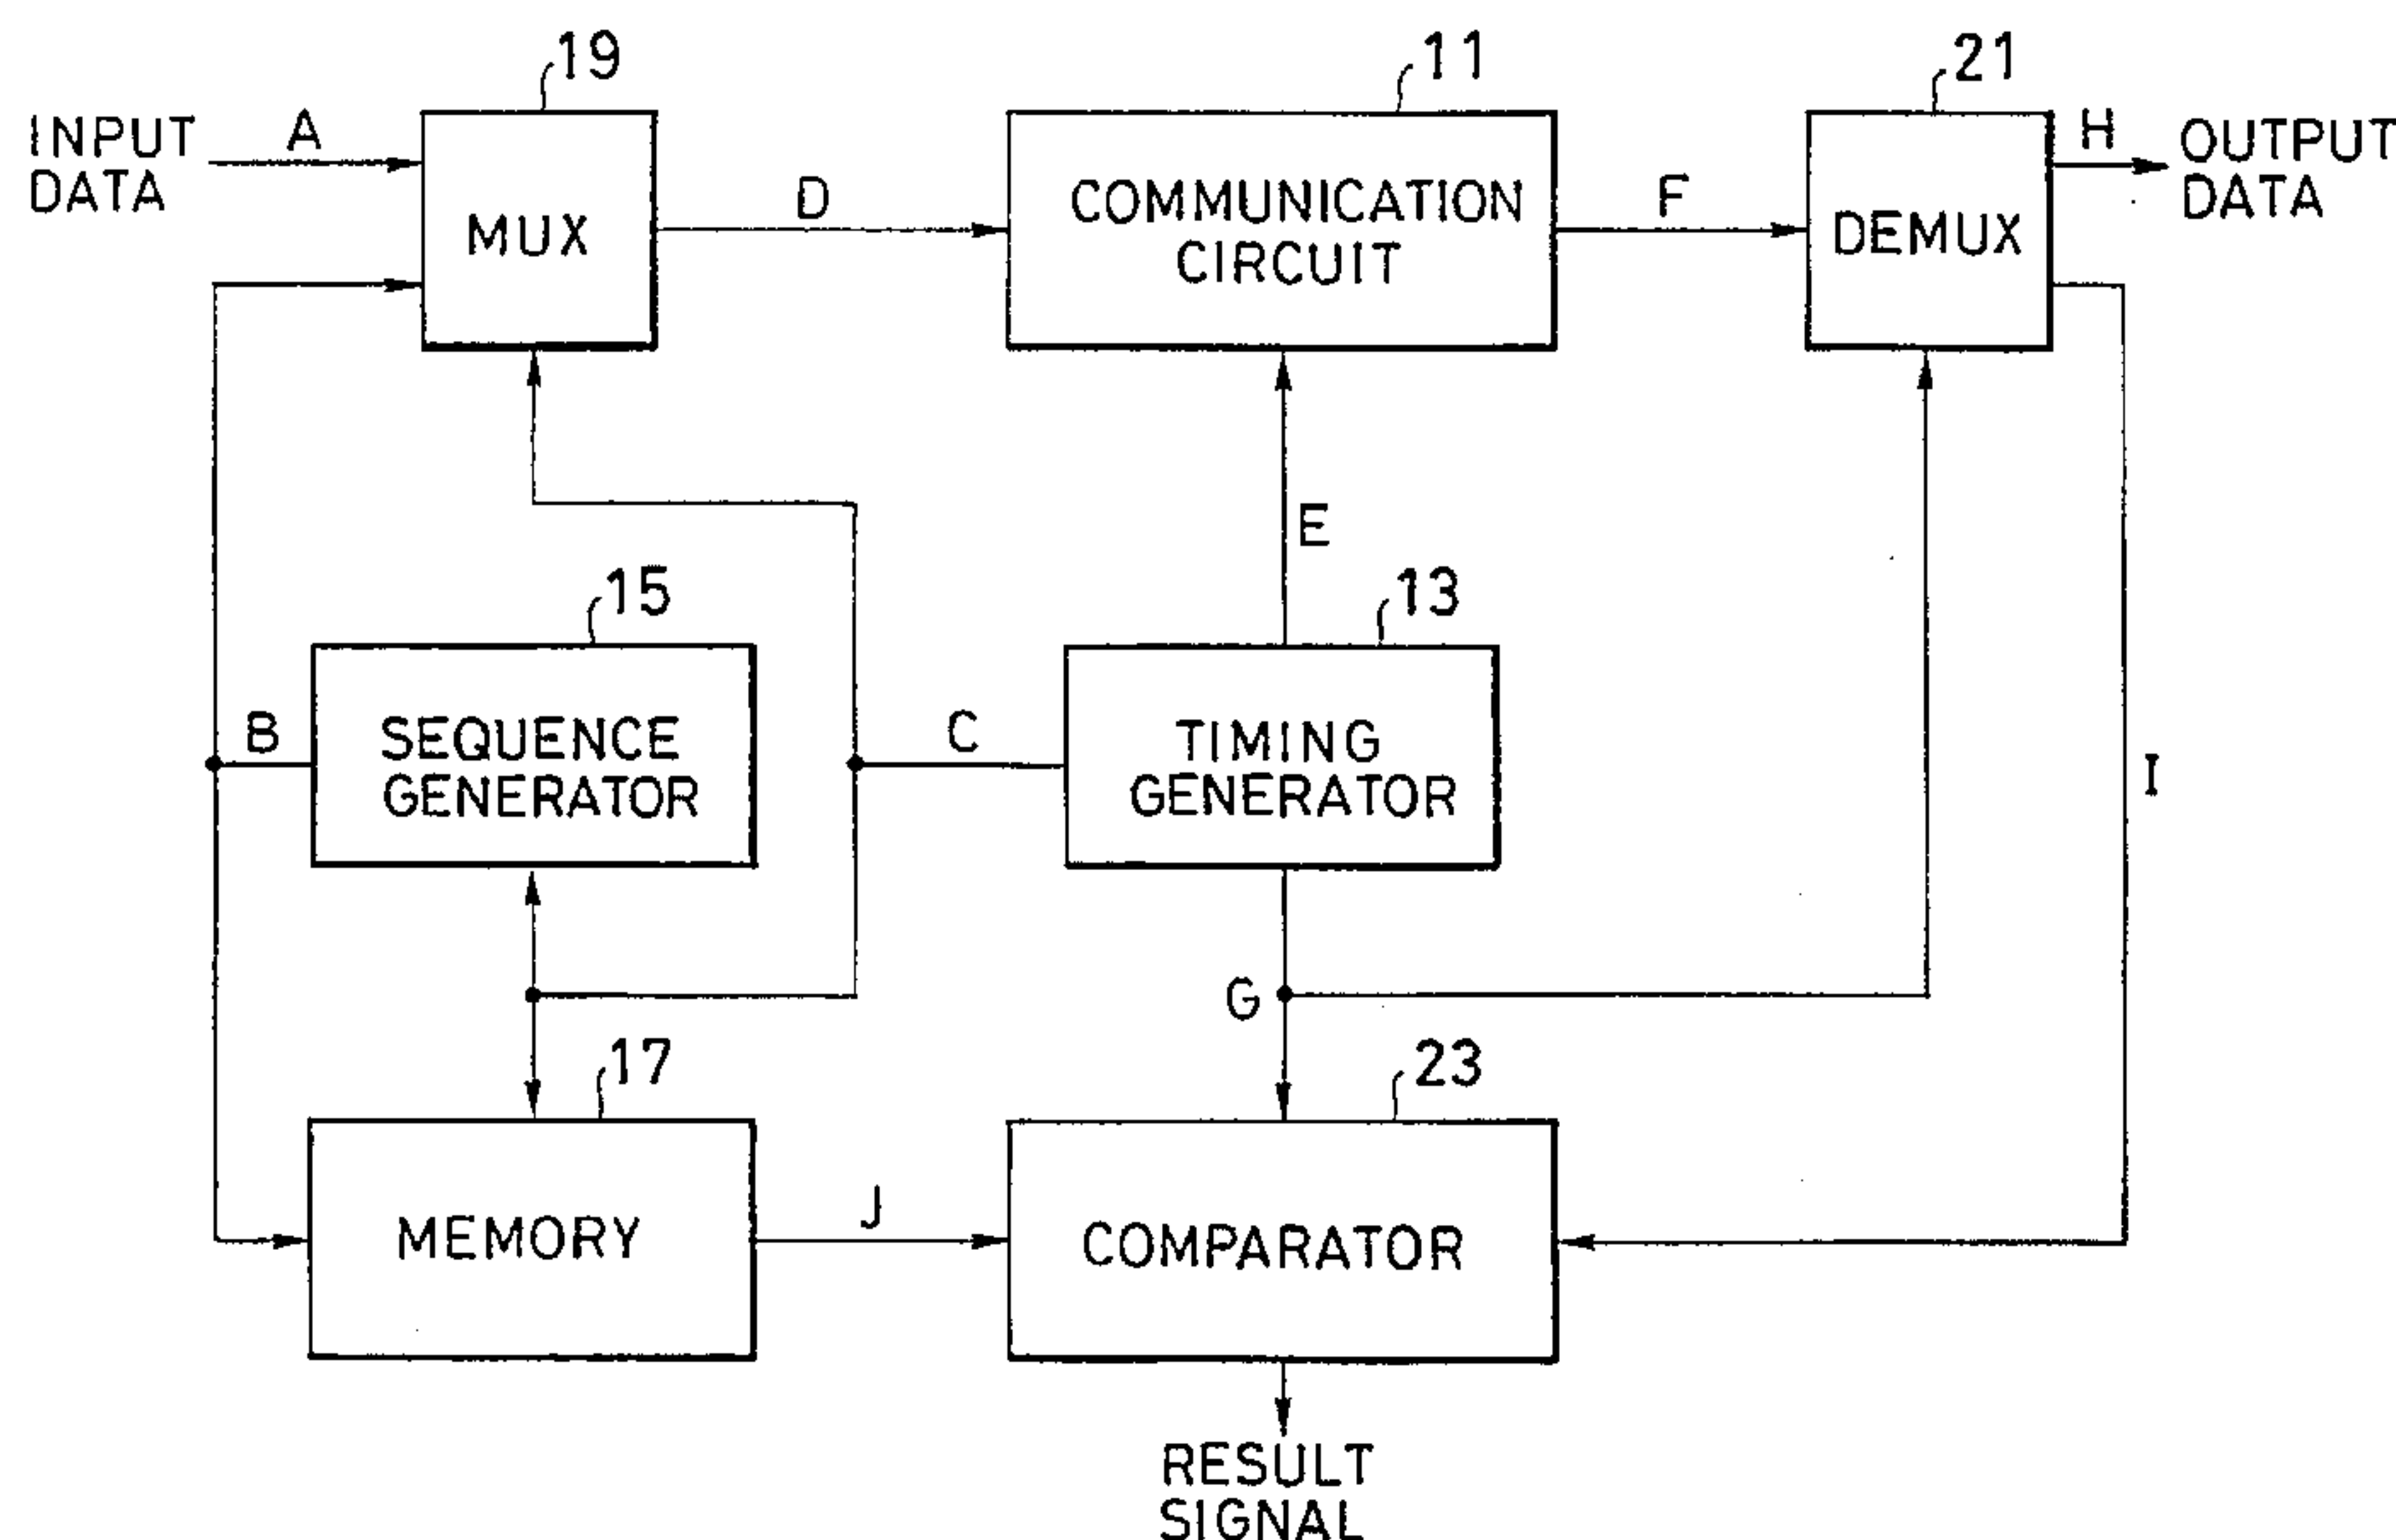 19
11
21
INPUT
DATA
A
MUX
D
COMMUNICATION
CIRCUIT
F
DEMUX
H
OUTPUT
DATA
E
15
13
B
SEQUENCE
GENERATOR
C
TIMING
GENERATOR
I
G
17
23
MEMORY
J
COMPARATOR
RESULT
SIGNAL